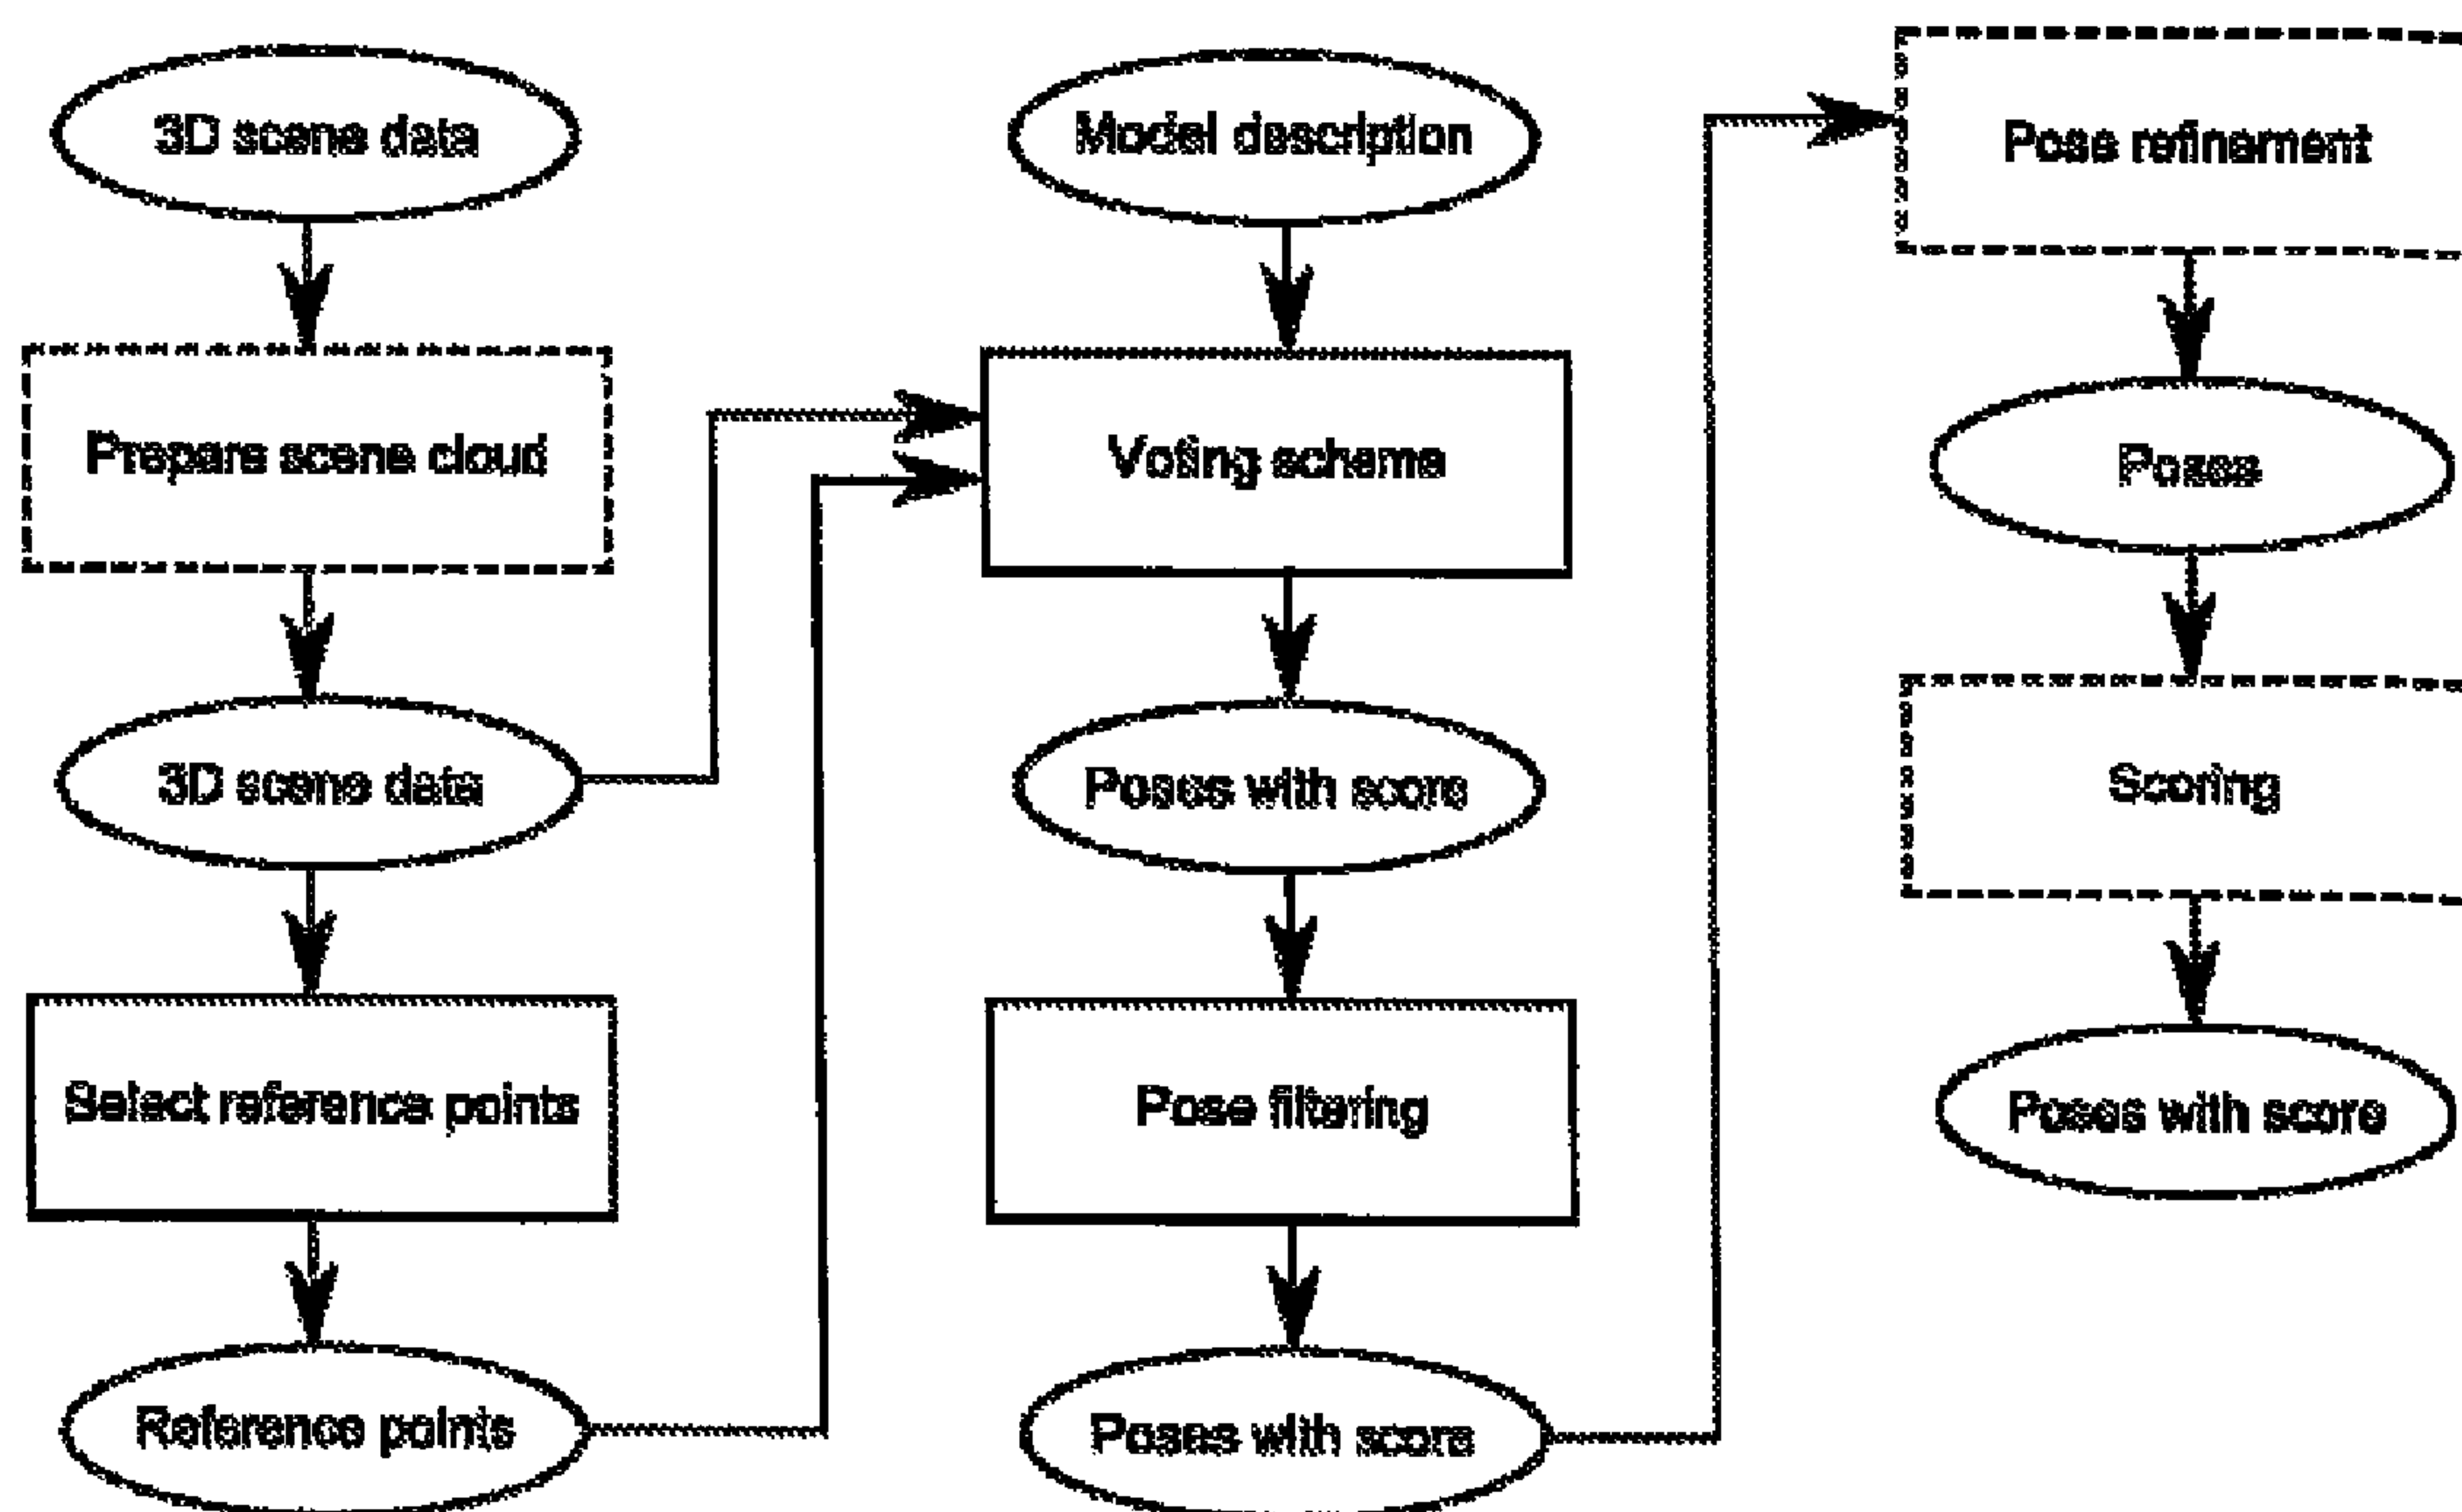 3D scene data
Prepare scene cloud
3D scene data
Select reference points
Reference points
Model description
Voting scheme
Poses with score
Pose filtering
Poses with score
Pose refinement
Poses
Scoring
Poses with score